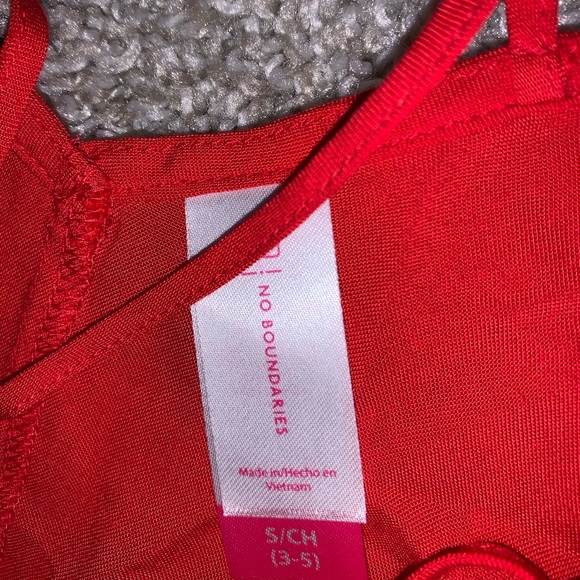 NO BOUNDARIES
Made in/Hecho en
Vietnam
S/CH
(3-5)